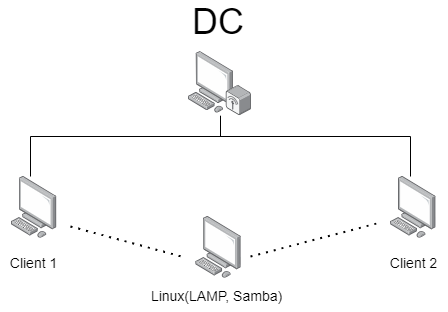 DC
Client 1
Client 2
Linux(LAMP, Samba)